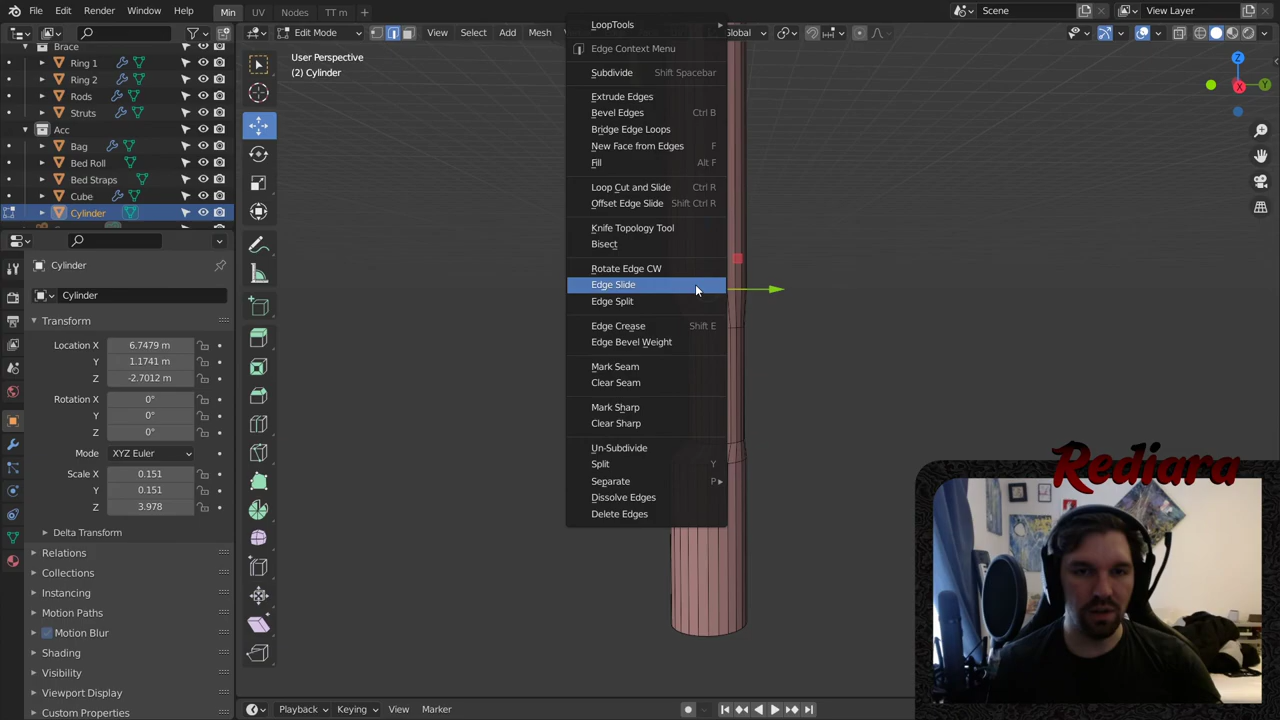 File Edit Render Window Help Min UV Nodes TT m + Scene View Layer
Edit Mode View Select Add Mesh Global
Brace
Ring 1
Ring 2
Rods
Struts
Acc
Bag
Bed Roll
Bed Straps
Cube
Cylinder
Cylinder
Cylinder
Transform
Location X 6.7479 m
Y 1.1741 m
Z -2.7012 m
Rotation X 0°
Y 0°
Z 0°
Mode XYZ Euler
Scale X 0.151
Y 0.151
Z 3.978
Delta Transform
Relations
Collections
Instancing
Motion Paths
Motion Blur
Shading
Visibility
Viewport Display
Custom Properties
User Perspective
(2) Cylinder
LoopTools
Edge Context Menu
Subdivide Shift Spacebar
Extrude Edges
Bevel Edges Ctrl B
Bridge Edge Loops
New Face from Edges F
Fill Alt F
Loop Cut and Slide Ctrl R
Offset Edge Slide Shift Ctrl R
Knife Topology Tool
Bisect
Rotate Edge CW
Edge Slide
Edge Split
Edge Crease Shift E
Edge Bevel Weight
Mark Seam
Clear Seam
Mark Sharp
Clear Sharp
Un-Subdivide
Split Y
Separate P
Dissolve Edges
Delete Edges
Z
X
Y
Rediara
Playback Keying View Marker